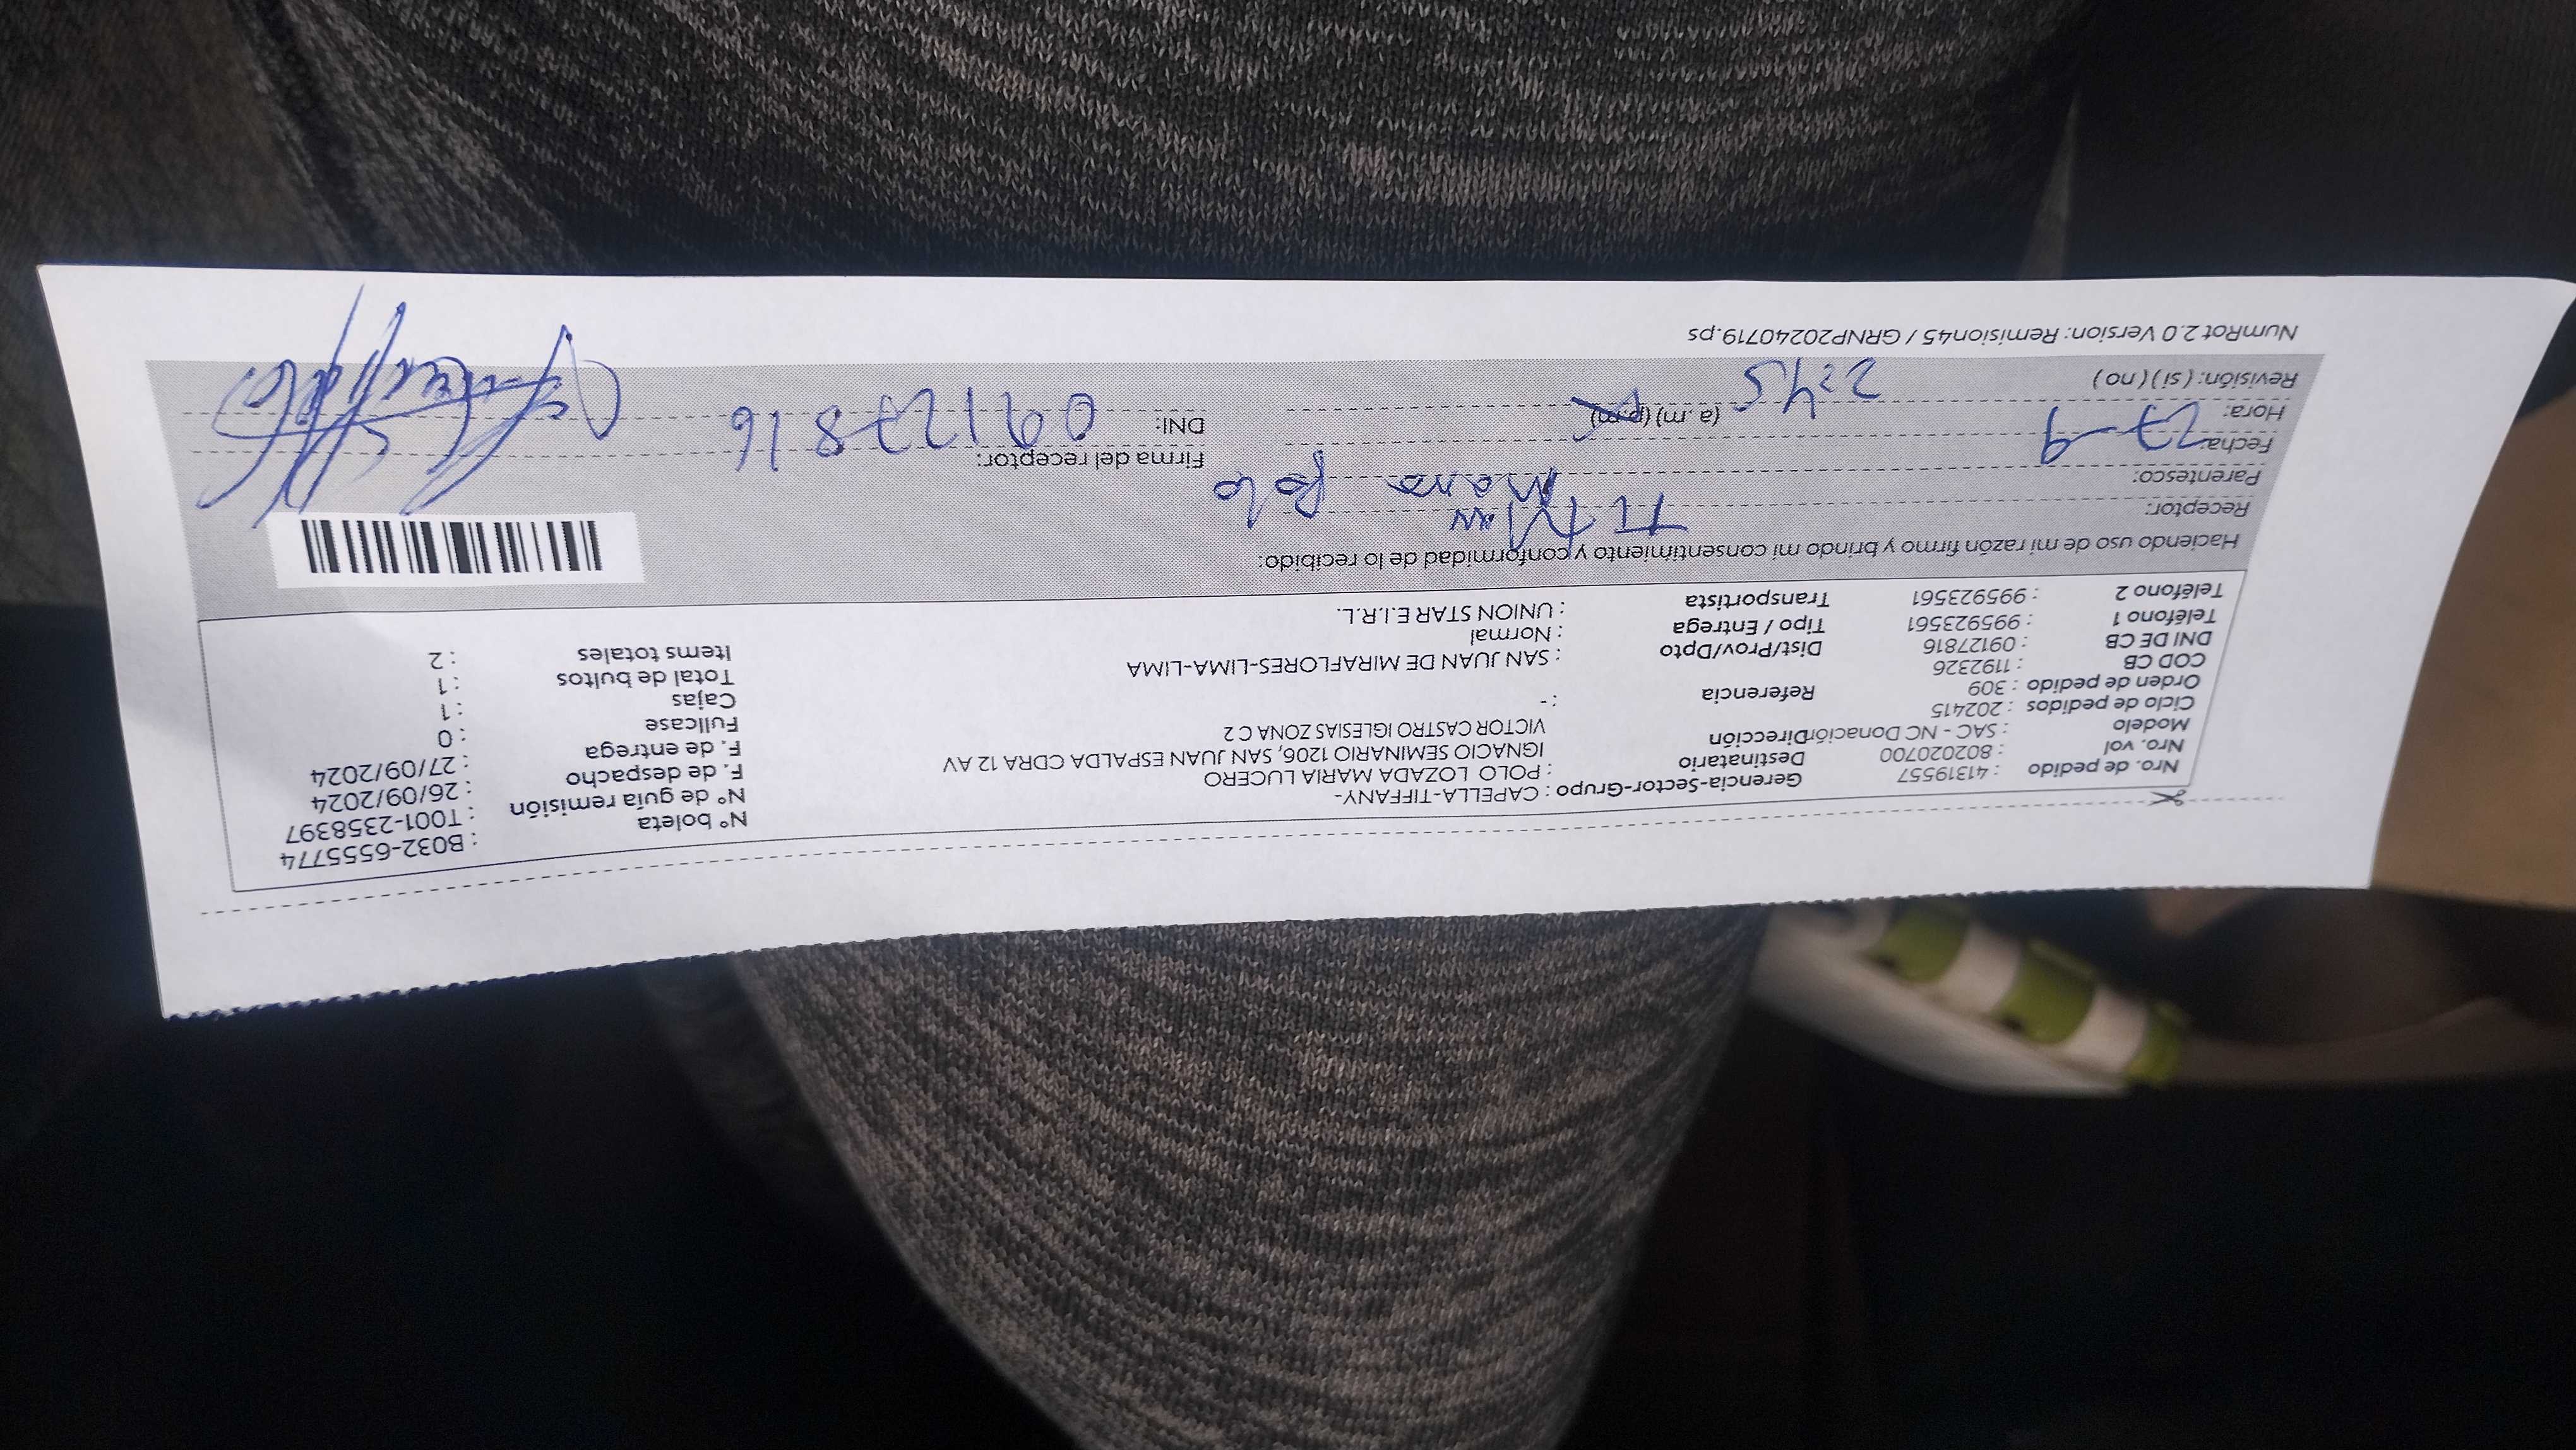 Nro. de pedido : 41319557
Nro. vol : 802020700
Modelo : SAC - NC Donación
Ciclo de pedidos : 202415
Orden de pedido : 309
COD CB : 1192326
DNI DE CB : 09127816
Teléfono 1 : 995923561
Teléfono 2 : 995923561
Gerencia-Sector-Grupo : CAPELLA-TIFFANY-
Destinatario : POLO LOZADA MARIA LUCERO
Dirección IGNACIO SEMINARIO 1206, SAN JUAN ESPALDA CDRA 12 AV
VICTOR CASTRO IGLESIAS ZONA C 2
Referencia : -
Dist/Prov/Dpto : SAN JUAN DE MIRAFLORES-LIMA-LIMA
Tipo / Entrega : Normal
Transportista : UNION STAR E.I.R.L.
N° boleta : B032-6555774
N° de guía remisión : T001-2358397
F. de despacho : 26/09/2024
F. de entrega : 27/09/2024
Fullcase : 0
Cajas : 1
Total de bultos : 1
Items totales : 2
Haciendo uso de mi razón firmo y brindo mi consentimiento y conformidad de lo recibido:
Receptor:
Parentesco: Polo
Fecha: 27-9
Hora: (a.m) (p.m) 2:45
Revisión: (si) (no)
Firma del receptor:
DNI: 09127816
NumRot 2.0 Version: Remision45 / GRNP20240719.ps